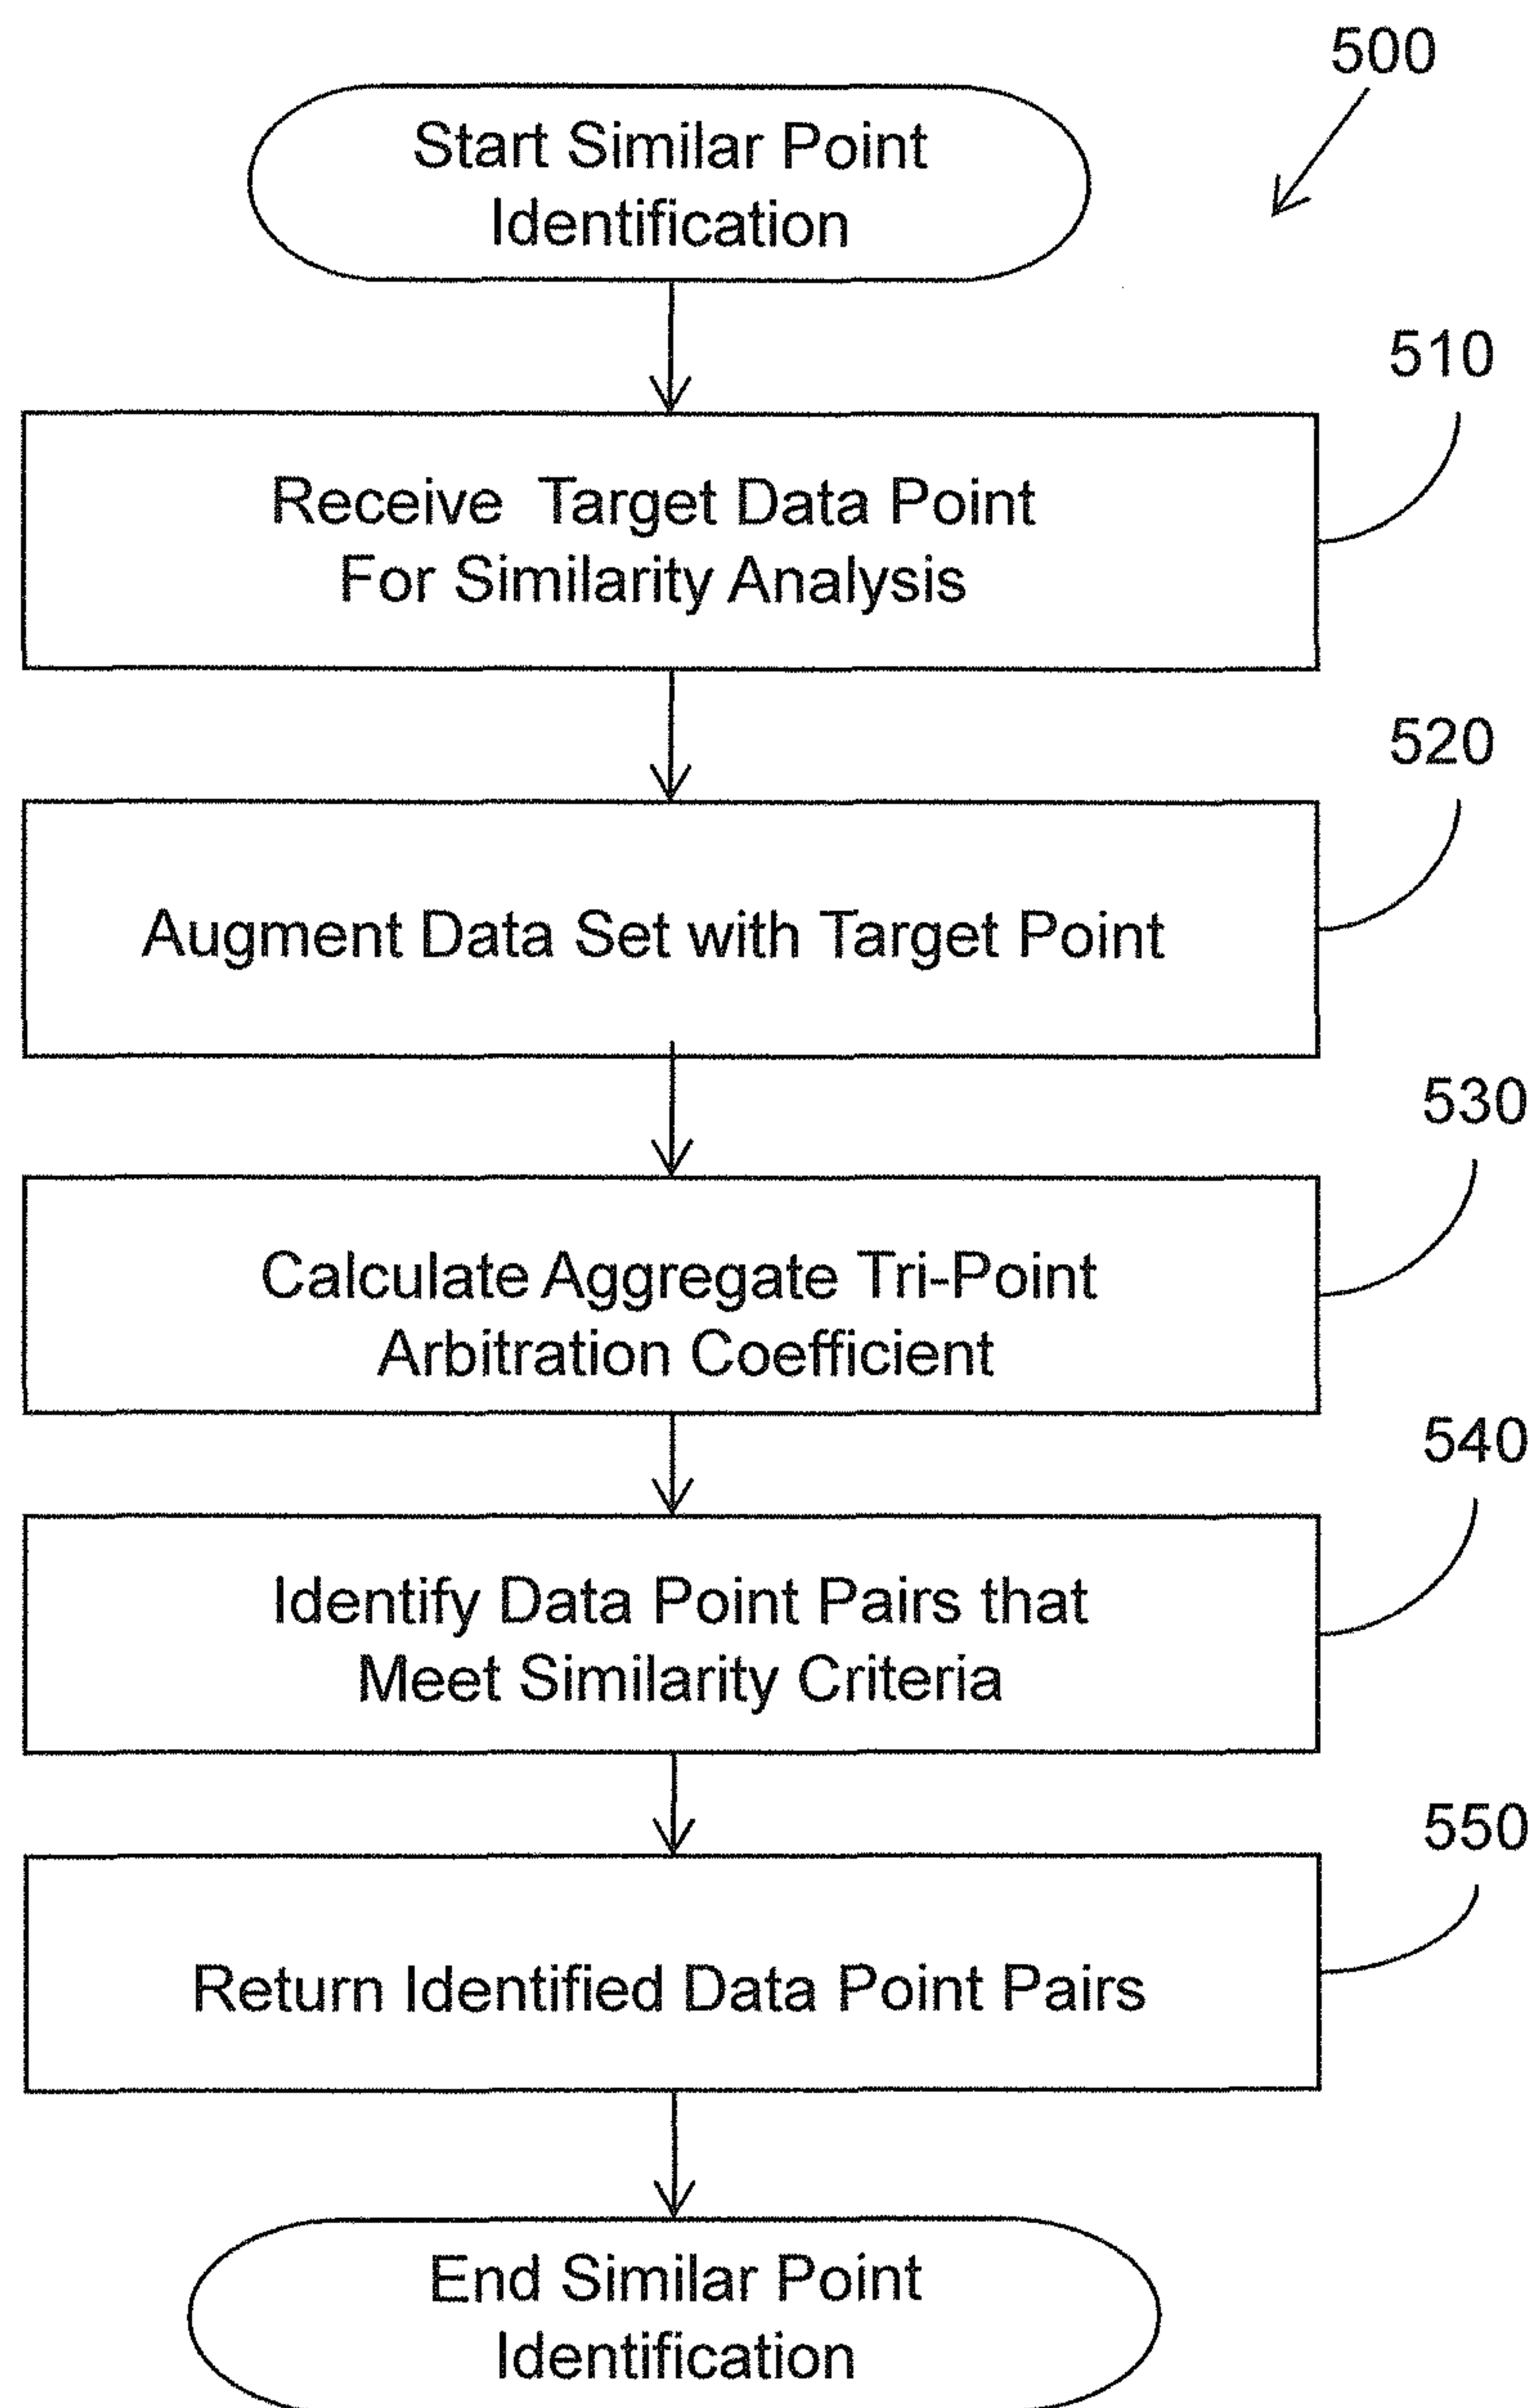 500
Start Similar Point
Identification
510
Receive Target Data Point
For Similarity Analysis
520
Augment Data Set with Target Point
530
Calculate Aggregate Tri-Point
Arbitration Coefficient
540
Identify Data Point Pairs that
Meet Similarity Criteria
550
Return Identified Data Point Pairs
End Similar Point
Identification